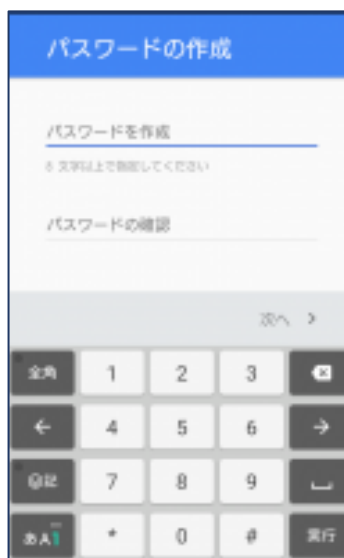 パスワードの作成
パスワードを作成
8 文字以上で指定してください
パスワードの確認
次へ >
全角 1 2 3
← 4 5 6 →
@記 7 8 9
あA1 * 0 # 実行